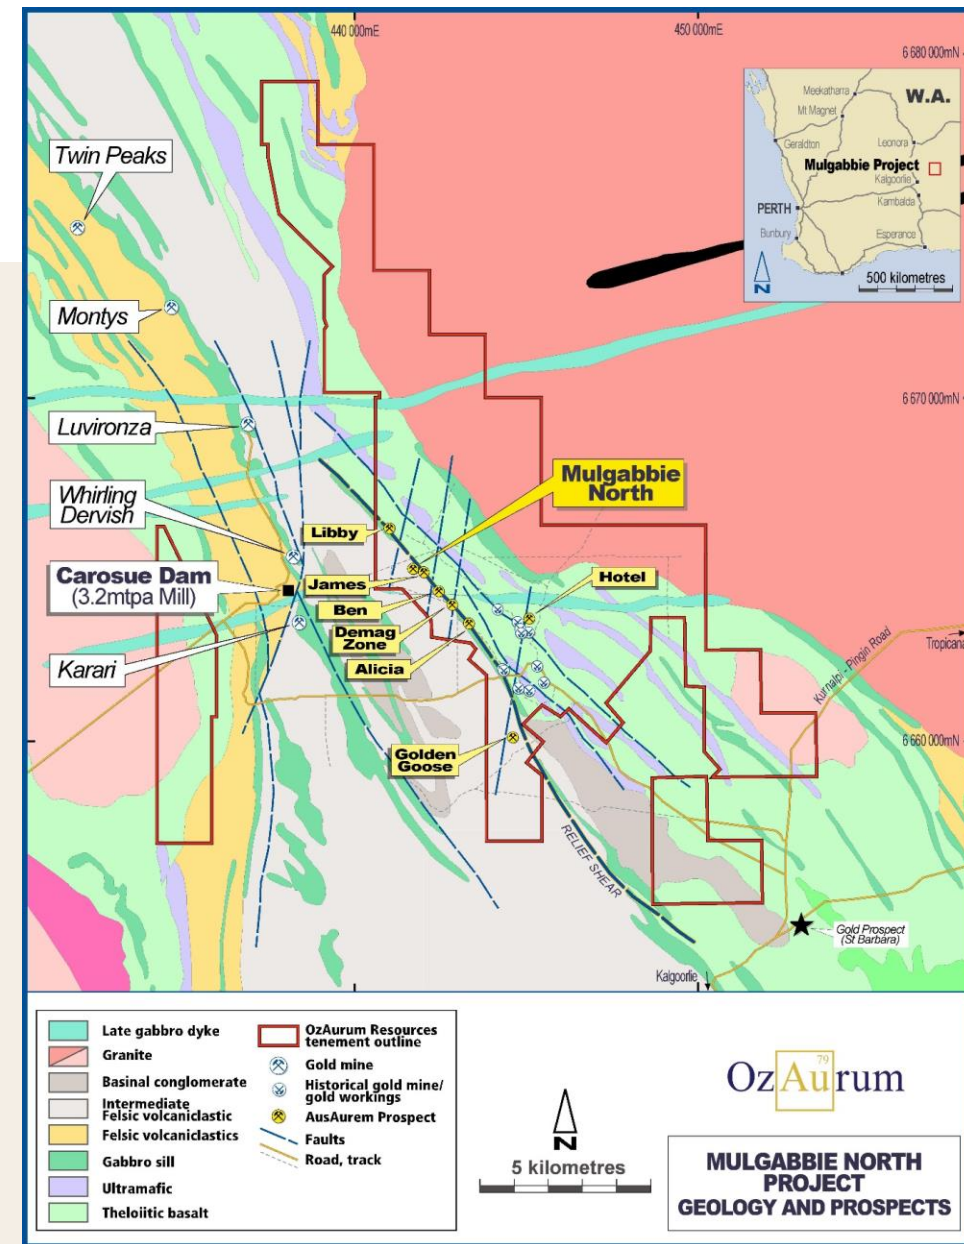 440 000mE
450 000mE
6 680 000mN
W.A.
Meekatharra
Mt Magnet
Geraldton
Leonora
Mulgabbie Project
Kalgoorlie
Kambalda
PERTH
Bunbury
Esperance
N
500 kilometres
Twin Peaks
Montys
6 670 000mN
Luvironza
Mulgabbie
North
Whirling
Dervish
Libby
Carosue Dam
(3.2mtpa Mill)
James
Hotel
Ben
Demag
Zone
Karari
Alicia
Kurnalpi - Pingin Road
Tropicana
6 660 000mN
Golden
Goose
RELIEF SHEAR
Gold Prospect
(St Barbara)
Kalgoorlie
Late gabbro dyke
Granite
Basinal conglomerate
Intermediate
Felsic volcaniclastic
Felsic volcaniclastics
Gabbro sill
Ultramafic
Theloiitic basalt
OzAurum Resources
tenement outline
Gold mine
Historical gold mine/
gold workings
AusAurem Prospect
Faults
Road, track
N
5 kilometres
79
OzAurum
MULGABBIE NORTH
PROJECT
GEOLOGY AND PROSPECTS